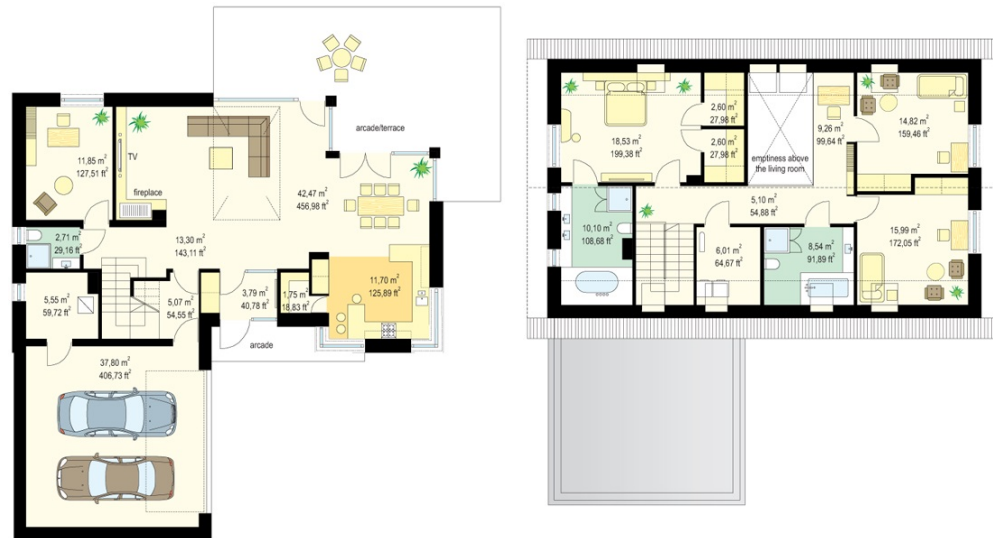 arcade/terrace
11,85 m²
127,51 ft²
TV
fireplace
42,47 m²
456,98 ft²
2,71 m²
29,16 ft²
13,30 m²
143,11 ft²
5,55 m²
59,72 ft²
5,07 m²
54,55 ft²
3,79 m²
40,78 ft²
1,75 m²
18,83 ft²
11,70 m²
125,89 ft²
arcade
37,80 m²
406,73 ft²
18,53 m²
199,38 ft²
2,60 m²
27,98 ft²
2,60 m²
27,98 ft²
emptiness above
the living room
9,26 m²
99,64 ft²
14,82 m²
159,46 ft²
10,10 m²
108,68 ft²
5,10 m²
54,88 ft²
6,01 m²
64,67 ft²
8,54 m²
91,89 ft²
15,99 m²
172,05 ft²